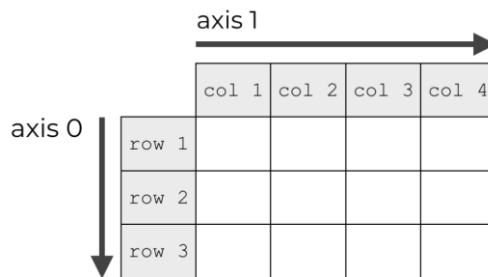 axis 1
col 1 col 2 col 3 col 4
axis 0
row 1
row 2
row 3